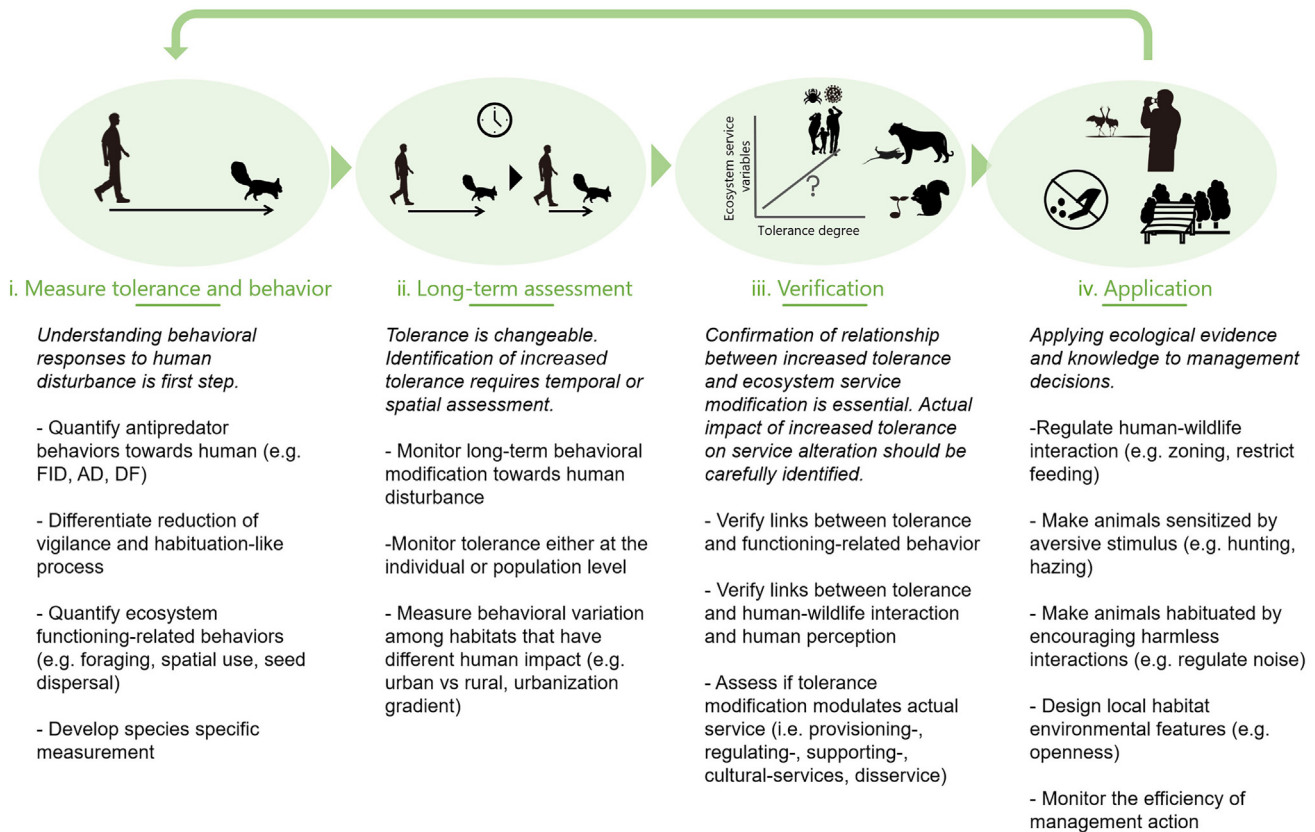 Ecosystem service
variables
?
Tolerance degree
i. Measure tolerance and behavior
Understanding behavioral
responses to human
disturbance is first step.
- Quantify antipredator
behaviors towards human (e.g.
FID, AD, DF)
- Differentiate reduction of
vigilance and habituation-like
process
- Quantify ecosystem
functioning-related behaviors
(e.g. foraging, spatial use, seed
dispersal)
- Develop species specific
measurement
ii. Long-term assessment
Tolerance is changeable.
Identification of increased
tolerance requires temporal or
spatial assessment.
- Monitor long-term behavioral
modification towards human
disturbance
-Monitor tolerance either at the
individual or population level
- Measure behavioral variation
among habitats that have
different human impact (e.g.
urban vs rural, urbanization
gradient)
iii. Verification
Confirmation of relationship
between increased tolerance
and ecosystem service
modification is essential. Actual
impact of increased tolerance
on service alteration should be
carefully identified.
- Verify links between tolerance
and functioning-related behavior
- Verify links between tolerance
and human-wildlife interaction
and human perception
- Assess if tolerance
modification modulates actual
service (i.e. provisioning-,
regulating-, supporting-,
cultural-services, disservice)
iv. Application
Applying ecological evidence
and knowledge to management
decisions.
-Regulate human-wildlife
interaction (e.g. zoning, restrict
feeding)
- Make animals sensitized by
aversive stimulus (e.g. hunting,
hazing)
- Make animals habituated by
encouraging harmless
interactions (e.g. regulate noise)
- Design local habitat
environmental features (e.g.
openness)
- Monitor the efficiency of
management action